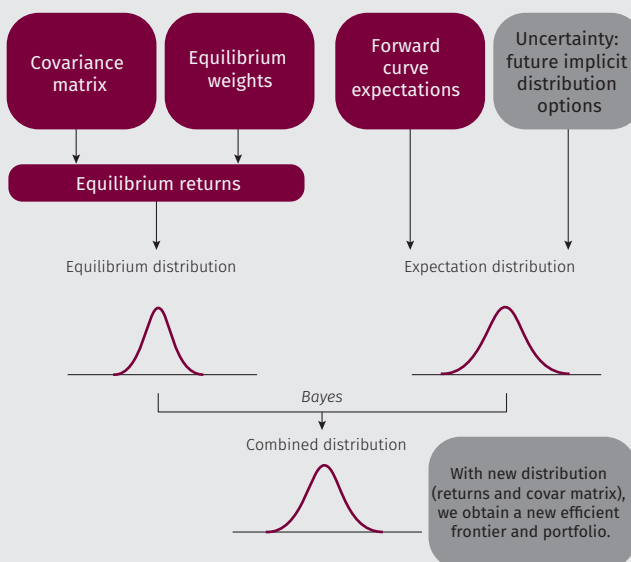 Covariance
matrix
Equilibrium
weights
Forward
curve
expectations
Uncertainty:
future implicit
distribution
options
Equilibrium returns
Equilibrium distribution
Expectation distribution
Bayes
Combined distribution
With new distribution
(returns and covar matrix),
we obtain a new efficient
frontier and portfolio.